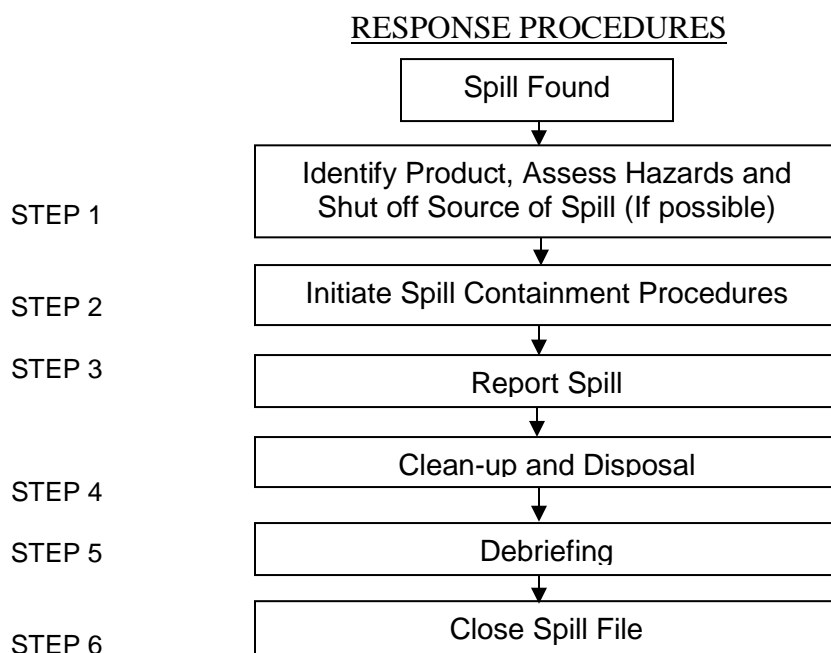 RESPONSE PROCEDURES
Spill Found
Identify Product, Assess Hazards and
Shut off Source of Spill (If possible)
STEP 1
Initiate Spill Containment Procedures
STEP 2
STEP 3
Report Spill
Clean-up and Disposal
STEP 4
STEP 5
Debriefing
Close Spill File
STEP 6